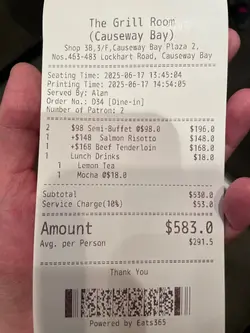 The Grill Room
(Causeway Bay)
Shop 3B,3/F,Causeway Bay Plaza 2,
Nos.463-483 Lockhart Road, Causeway Bay
Seating Time: 2025-06-17 13:45:04
Printing Time: 2025-06-17 14:54:05
Served By: Alan
Order No.: D34 [Dine-in]
Number of Patron: 2
2 $98 Semi-Buffet @$98.0 $196.0
1 +$148 Salmon Risotto $148.0
1 +$168 Beef Tenderloin $168.0
1 Lunch Drinks $18.0
1 Lemon Tea
1 Mocha @$18.0
Subtotal $530.0
Service Charge(10%) $53.0
Amount $583.0
Avg. per Person $291.5
Thank You
Powered by Eats365